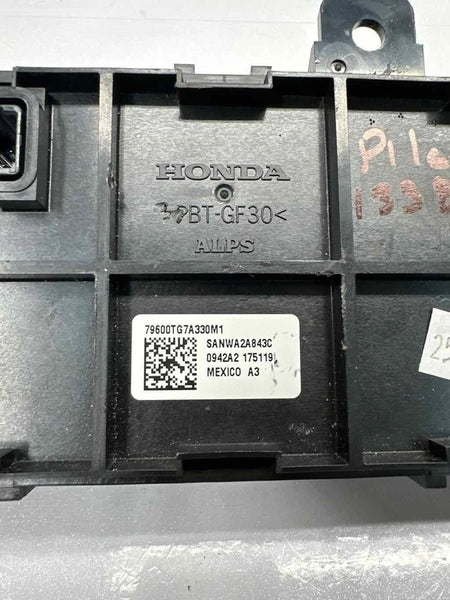 HONDA
>PBT-GF30<
ALPS
79600TG7A330M1
SANWA2A843C
0942A2 175119
MEXICO A3